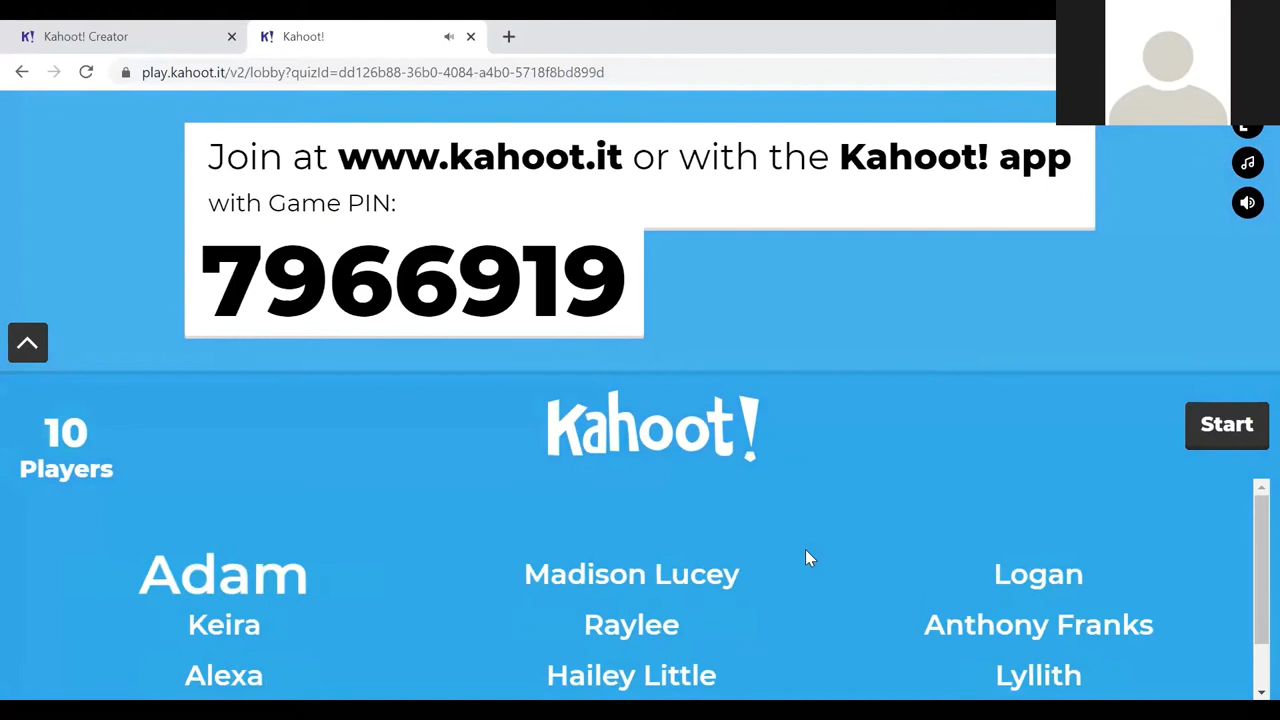 K! Kahoot! Creator
K! Kahoot!
play.kahoot.it/v2/lobby?quizId=dd126b88-36b0-4084-a4b0-5718f8bd899d
Join at www.kahoot.it or with the Kahoot! app
with Game PIN:
7966919
10
Players
Kahoot!
Start
Adam Madison Lucey Logan
Keira Raylee Anthony Franks
Alexa Hailey Little Lyllith